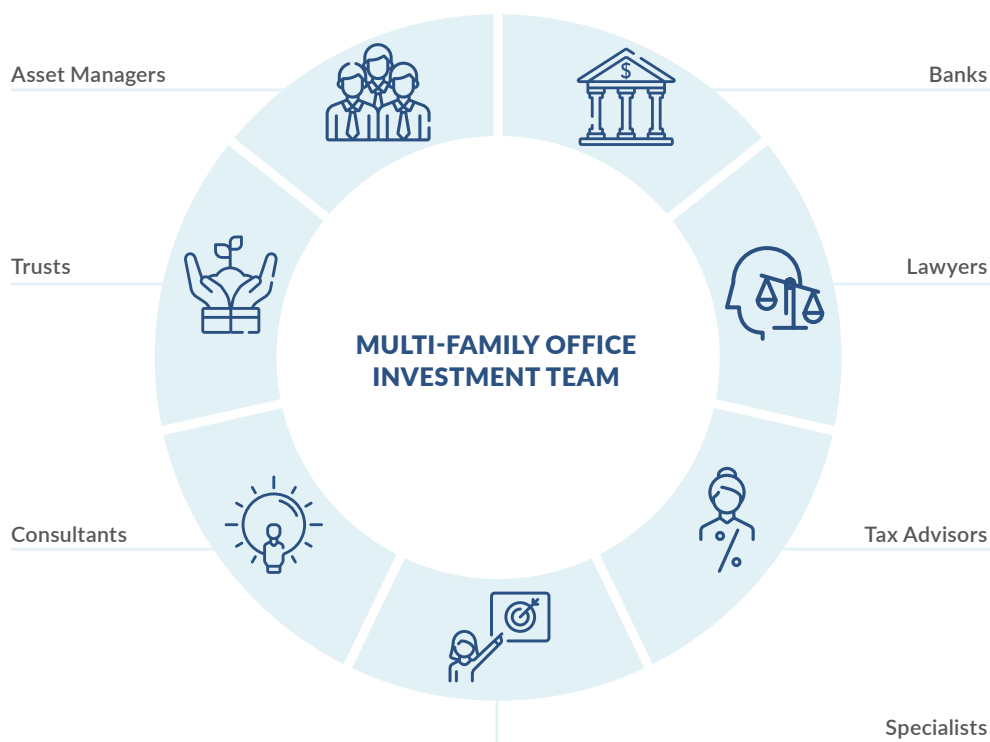 Asset Managers
Banks
Trusts
Lawyers
MULTI-FAMILY OFFICE
INVESTMENT TEAM
Consultants
Tax Advisors
Specialists
$